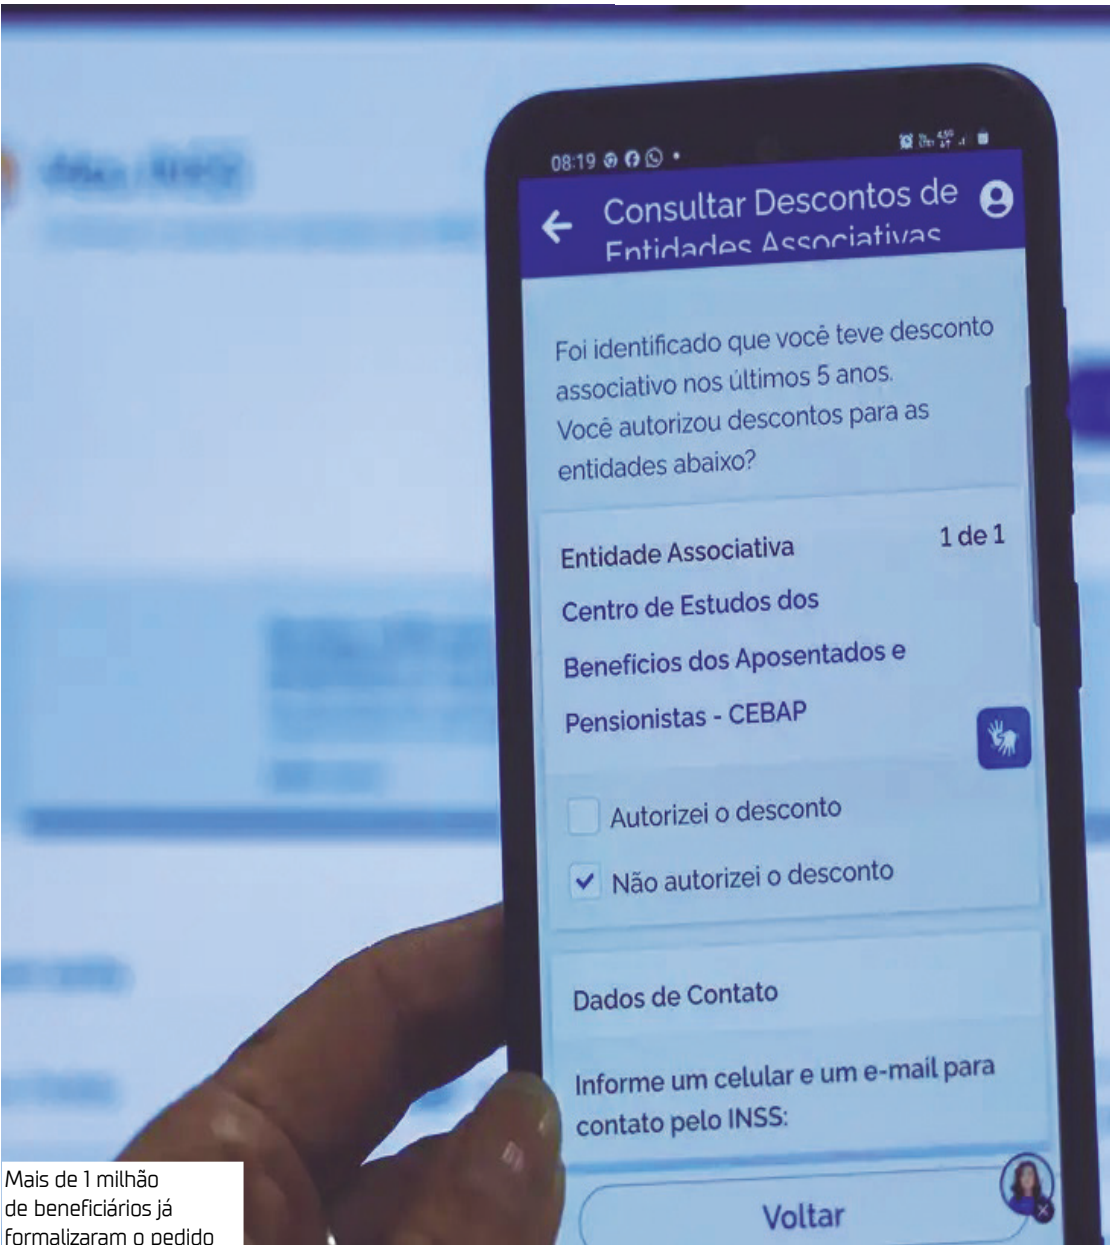 08:19
Consultar Descontos de
Entidades Associativas
Foi identificado que você teve desconto
associativo nos últimos 5 anos.
Você autorizou descontos para as
entidades abaixo?
Entidade Associativa 1 de 1
Centro de Estudos dos
Benefícios dos Aposentados e
Pensionistas - CEBAP
Autorizei o desconto
Não autorizei o desconto
Dados de Contato
Informe um celular e um e-mail para
contato pelo INSS:
Voltar
Mais de 1 milhão
de beneficiários já
formalizaram o pedido